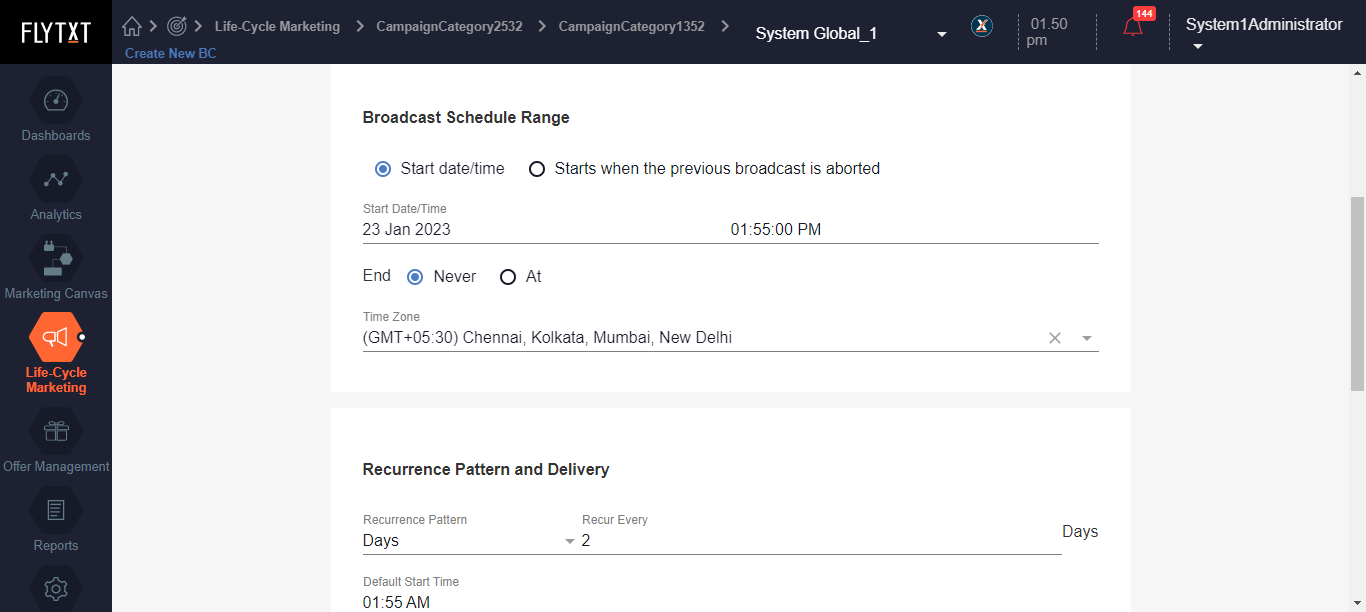 FLYTXT
Life-Cycle Marketing
CampaignCategory2532
CampaignCategory1352
Create New BC
System Global_1
X
01.50
pm
144
System1Administrator
Dashboards
Analytics
Marketing Canvas
Life-Cycle
Marketing
Offer Management
Reports
Broadcast Schedule Range
Start date/time
Starts when the previous broadcast is aborted
Start Date/Time
23 Jan 2023 01:55:00 PM
End Never At
Time Zone
(GMT+05:30) Chennai, Kolkata, Mumbai, New Delhi
Recurrence Pattern and Delivery
Recurrence Pattern Recur Every
Days 2 Days
Default Start Time
01:55 AM